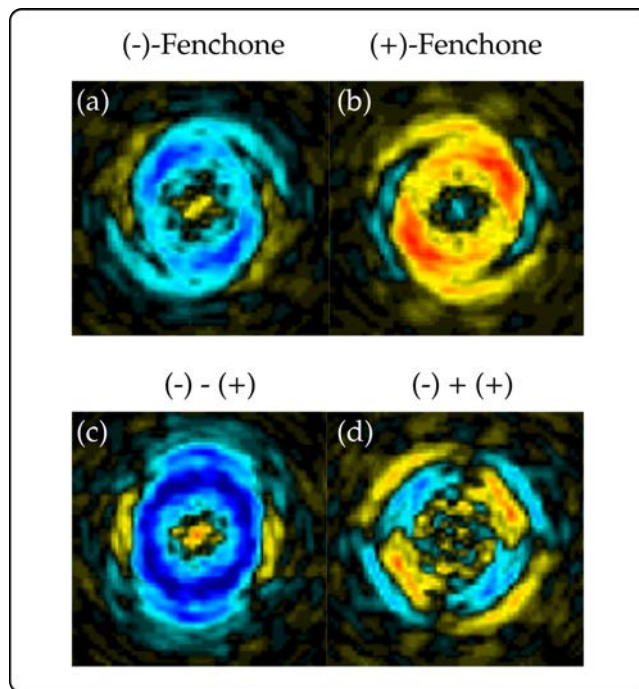 (-)-Fenchone (+)-Fenchone
(a) (b)
(-) - (+) (-) + (+)
(c) (d)